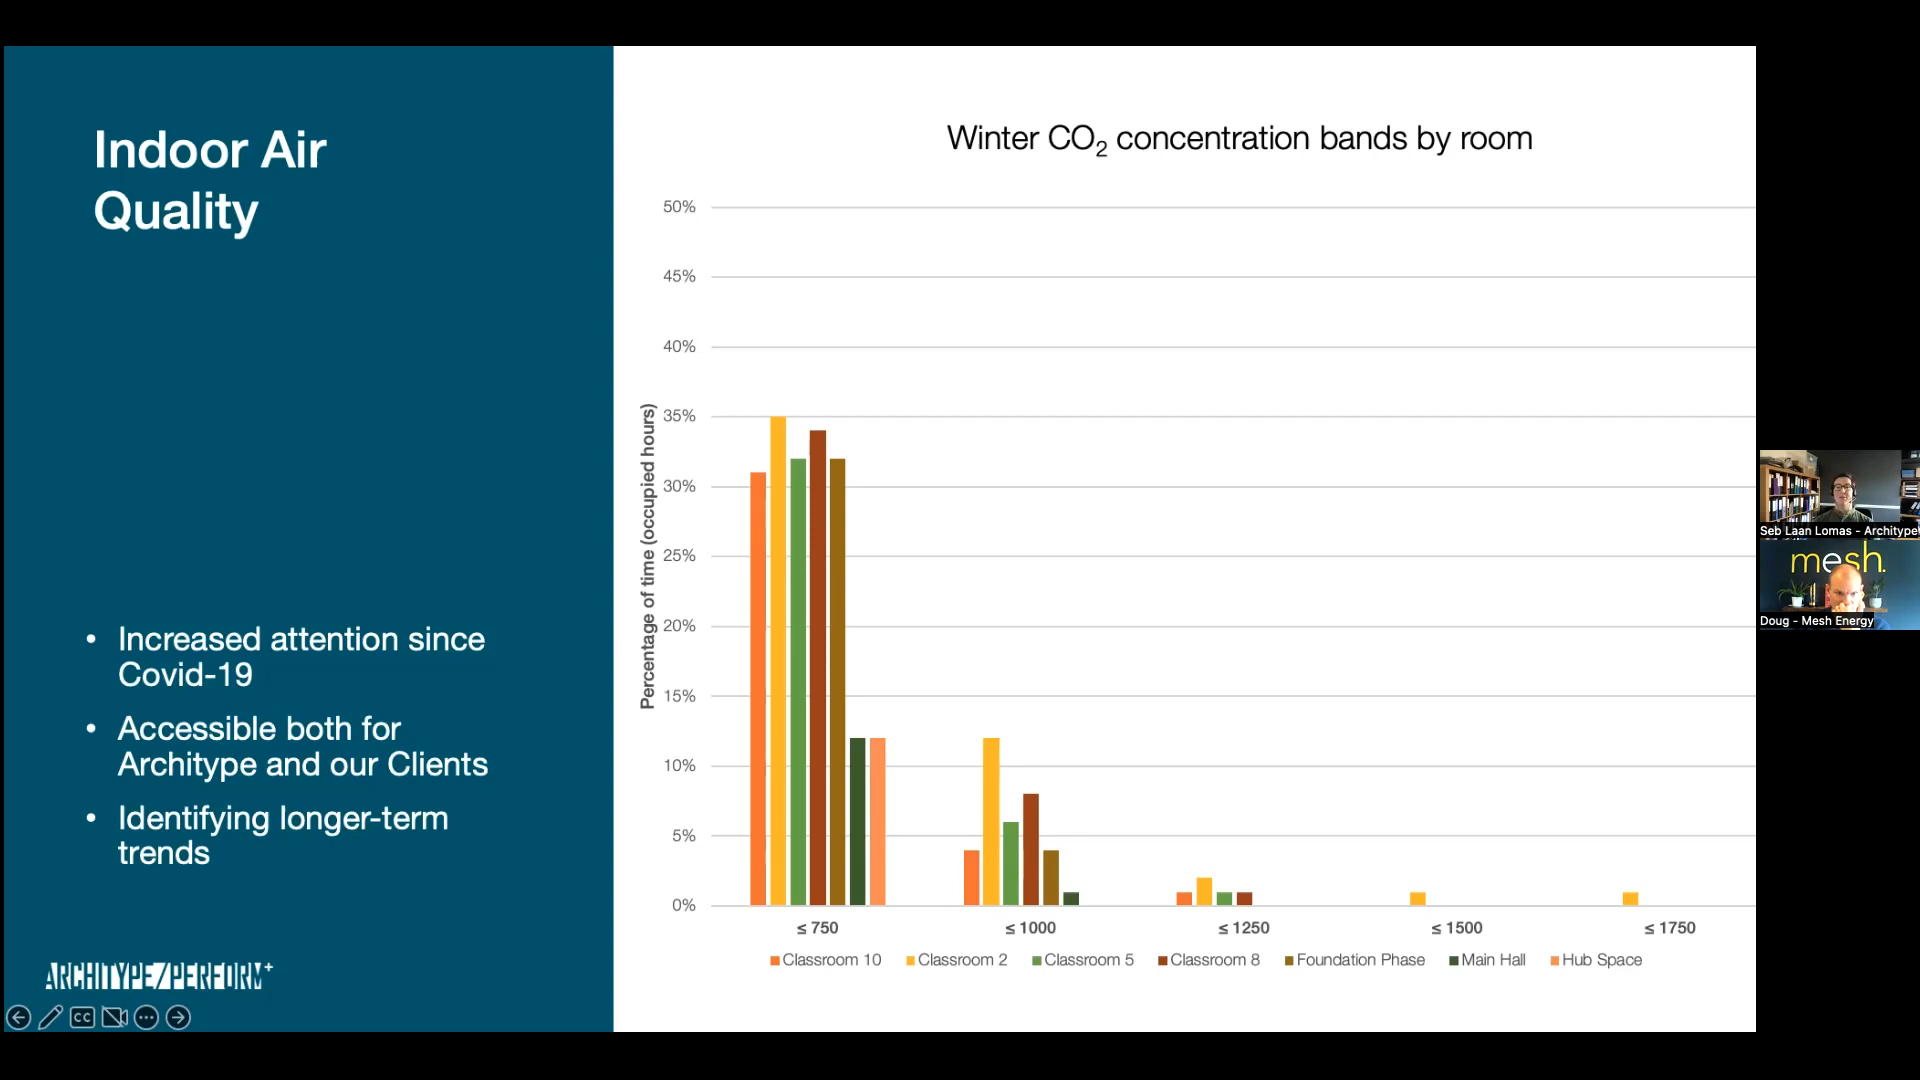 Indoor Air
Quality
• Increased attention since
Covid-19
• Accessible both for
Architype and our Clients
• Identifying longer-term
trends
ARCHITYPE/PERFORM+
CC
Winter CO₂ concentration bands by room
Percentage of time (occupied hours)
50%
45%
40%
35%
30%
25%
20%
15%
10%
5%
0%
≤ 750 ≤ 1000 ≤ 1250 ≤ 1500 ≤ 1750
Classroom 10 Classroom 2 Classroom 5 Classroom 8 Foundation Phase Main Hall Hub Space
Seb Laan Lomas - Architype
mesh.
Doug - Mesh Energy